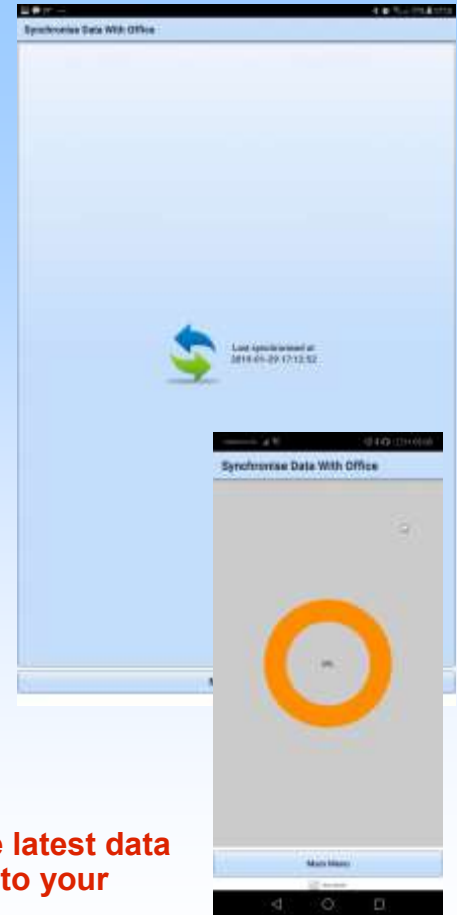 Synchronise Data With Office
Last synchronised at
2019-01-29 17:12:52
Synchronise Data With Office
0%
Main Menu
e latest data
to your